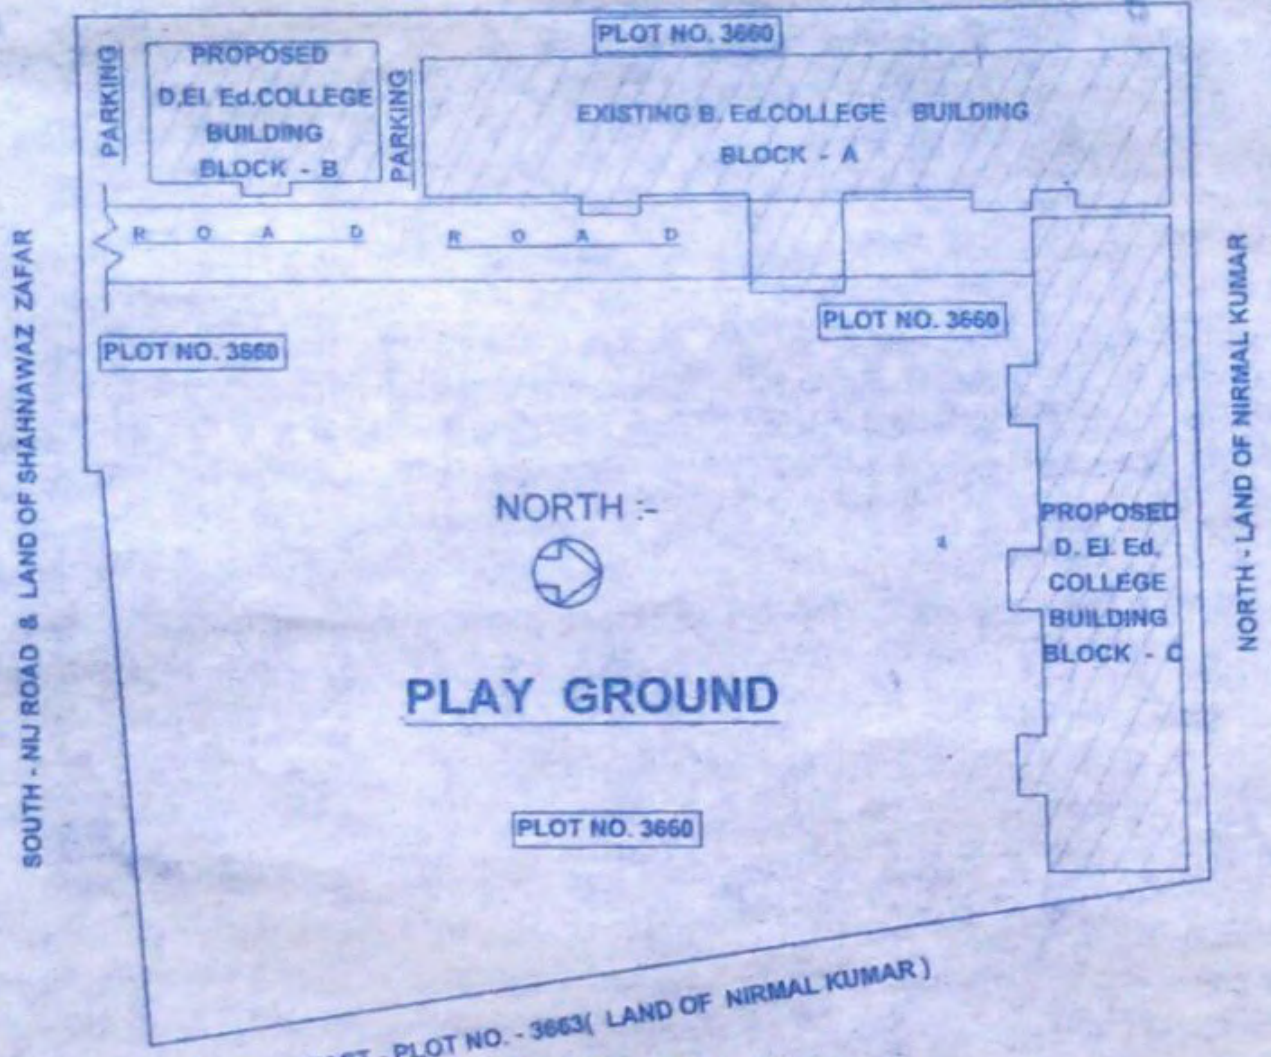 PLOT NO. 3660
PARKING
PROPOSED
D.El. Ed.COLLEGE
BUILDING
BLOCK - B
PARKING
EXISTING B. Ed.COLLEGE BUILDING
BLOCK - A
R O A D
R O A D
PLOT NO. 3660
PLOT NO. 3660
SOUTH - NIJ ROAD & LAND OF SHAHNAWAZ ZAFAR
NORTH - LAND OF NIRMAL KUMAR
NORTH :-
PROPOSED
D. El. Ed.
COLLEGE
BUILDING
BLOCK - C
PLAY GROUND
PLOT NO. 3660
PLOT NO. - 3663( LAND OF NIRMAL KUMAR )